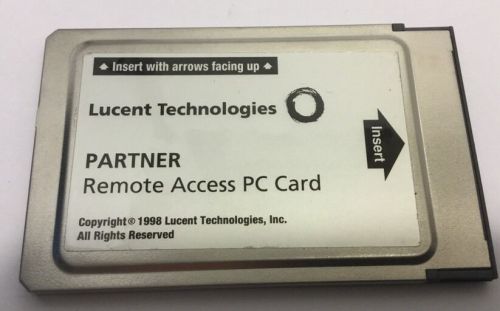 Insert with arrows facing up
Lucent Technologies
Insert
PARTNER
Remote Access PC Card
Copyright © 1998 Lucent Technologies, Inc.
All Rights Reserved